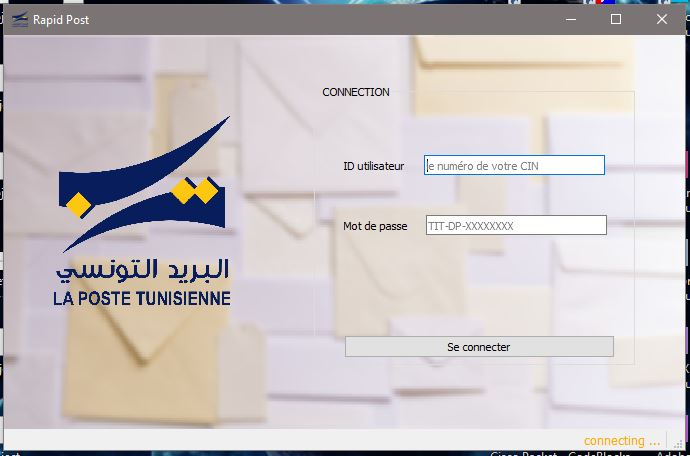 Rapid Post
CONNECTION
ID utilisateur
e numéro de votre CIN
Mot de passe
TIT-DP-XXXXXXXX
البريد التونسي
LA POSTE TUNISIENNE
Se connecter
connecting ...
CodeBlocks